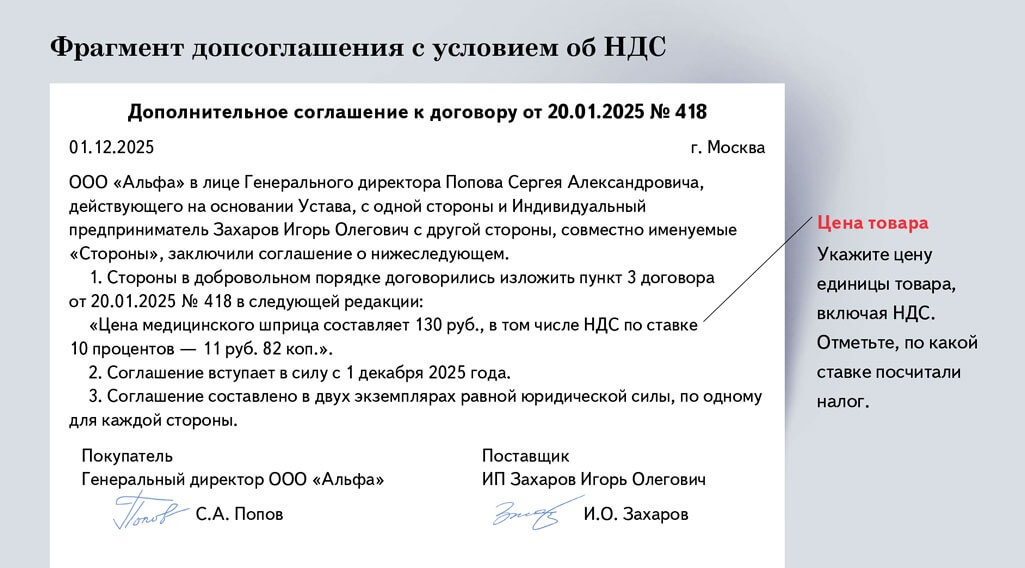 Фрагмент допсоглашения с условием об НДС
Дополнительное соглашение к договору от 20.01.2025 № 418
01.12.2025 г. Москва
ООО «Альфа» в лице Генерального директора Попова Сергея Александровича,
действующего на основании Устава, с одной стороны и Индивидуальный
предприниматель Захаров Игорь Олегович с другой стороны, совместно именуемые
«Стороны», заключили соглашение о нижеследующем.
1. Стороны в добровольном порядке договорились изложить пункт 3 договора
от 20.01.2025 № 418 в следующей редакции:
«Цена медицинского шприца составляет 130 руб., в том числе НДС по ставке
10 процентов — 11 руб. 82 коп.».
2. Соглашение вступает в силу с 1 декабря 2025 года.
3. Соглашение составлено в двух экземплярах равной юридической силы, по одному
для каждой стороны.
Покупатель
Генеральный директор ООО «Альфа»
Попов С.А. Попов
Поставщик
ИП Захаров Игорь Олегович
И.О. Захаров
Цена товара
Укажите цену
единицы товара,
включая НДС.
Отметьте, по какой
ставке посчитали
налог.